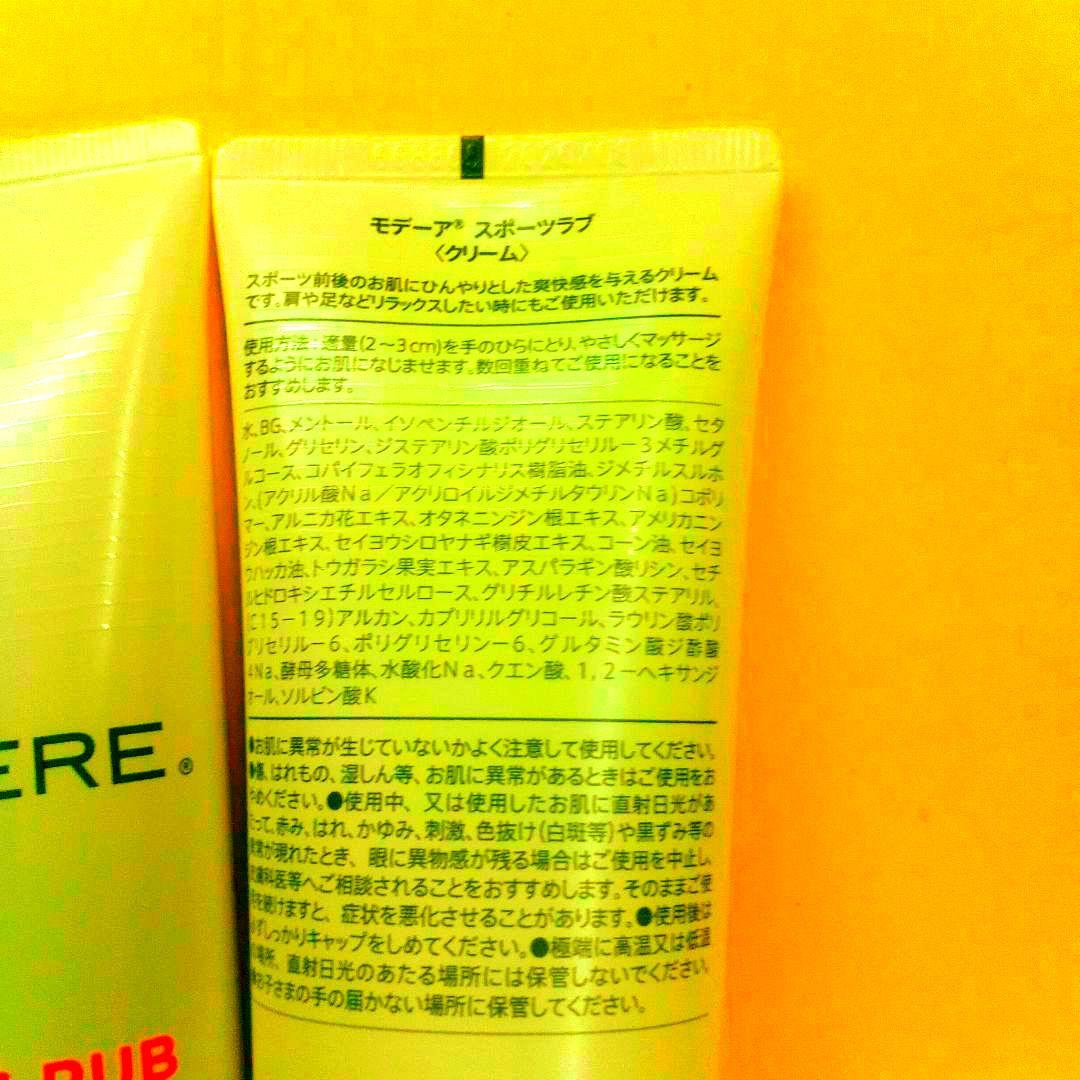 モデーア® スポーツラブ
〈クリーム〉
スポーツ前後のお肌にひんやりとした爽快感を与えるクリーム
です。肩や足などリラックスしたい時にもご使用いただけます。
使用方法:適量(2〜3cm)を手のひらにとり、やさしくマッサージ
するようにお肌になじませます。数回重ねてご使用になることを
おすすめします。
水、BG、メントール、イソペンチルジオール、ステアリン酸、セタ
ノール、グリセリン、ジステアリン酸ポリグリセリル－3メチルグ
ルコース、コパイフェラオフィシナリス樹脂油、ジメチルスルホ
ン、(アクリル酸Na／アクリロイルジメチルタウリンNa)コポリ
マー、アルニカ花エキス、オタネニンジン根エキス、アメリカニン
ジン根エキス、セイヨウシロヤナギ樹皮エキス、コーン油、セイヨ
ウハッカ油、トウガラシ果実エキス、アスパラギン酸リシン、セチ
ルヒドロキシエチルセルロース、グリチルレチン酸ステアリル、
(C15－19)アルカン、カプリリルグリコール、ラウリン酸ポリ
グリセリル－6、ポリグリセリン－6、グルタミン酸ジ酢酸
4Na、酵母多糖体、水酸化Na、クエン酸、1，2－ヘキサンジ
オール、ソルビン酸K
●お肌に異常が生じていないかよく注意して使用してください。
●傷、はれもの、湿しん等、お肌に異常があるときはご使用をお
やめください。●使用中、又は使用したお肌に直射日光があ
たって、赤み、はれ、かゆみ、刺激、色抜け(白斑等)や黒ずみ等の
異常が現れたとき、眼に異物感が残る場合はご使用を中止し、
皮膚科医等へご相談されることをおすすめします。そのままご使
用を続けますと、症状を悪化させることがあります。●使用後は
必ずしっかりキャップをしめてください。●極端に高温又は低温
の場所、直射日光のあたる場所には保管しないでください。
●お子さまの手の届かない場所に保管してください。
ERE®
RUB